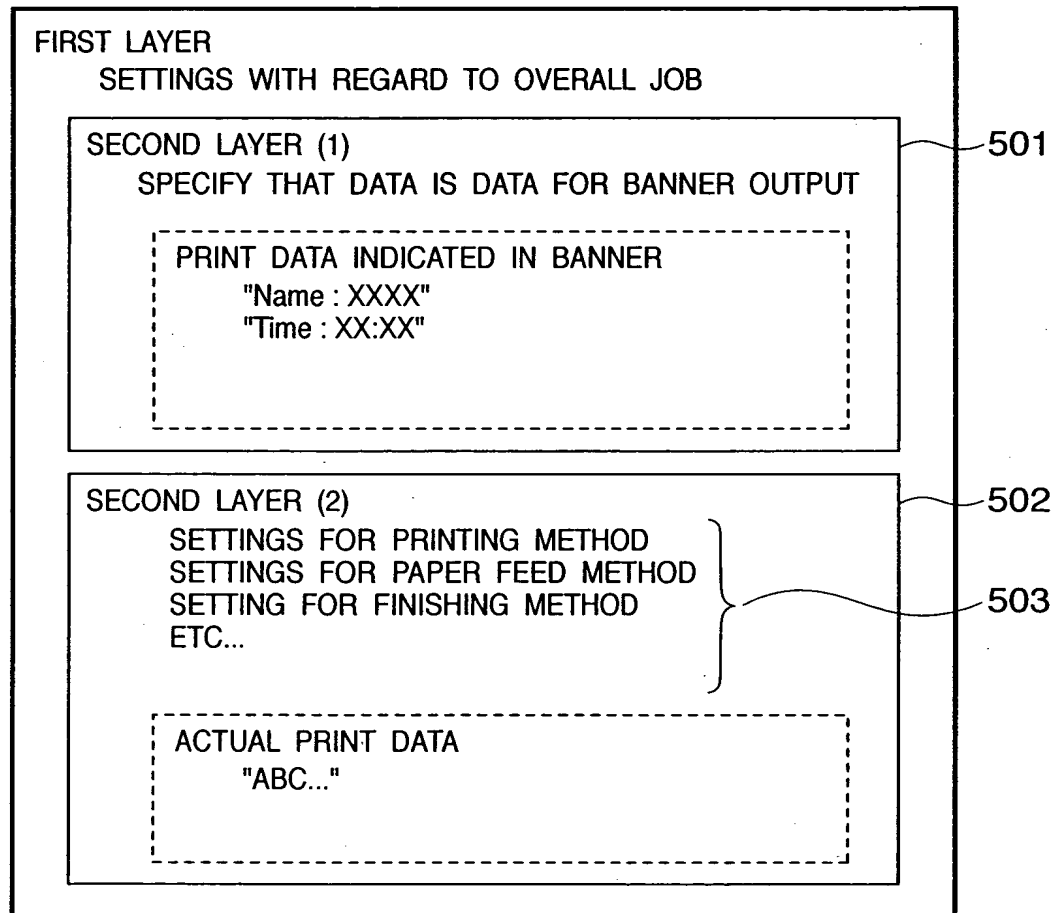 FIRST LAYER
SETTINGS WITH REGARD TO OVERALL JOB
SECOND LAYER (1)
501
SPECIFY THAT DATA IS DATA FOR BANNER OUTPUT
PRINT DATA INDICATED IN BANNER
"Name : XXXX"
"Time : XX:XX"
SECOND LAYER (2)
502
SETTINGS FOR PRINTING METHOD
SETTINGS FOR PAPER FEED METHOD
SETTING FOR FINISHING METHOD
503
ETC...
ACTUAL PRINT DATA
"ABC..."